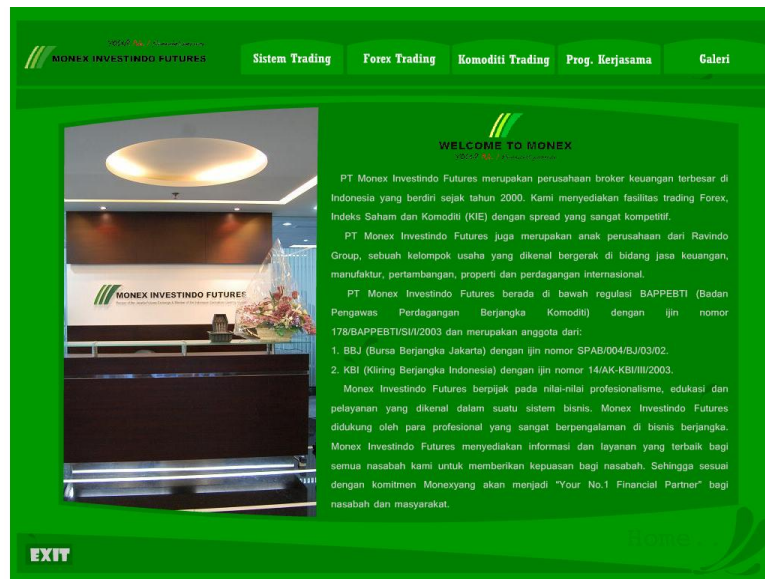 MONEX INVESTINDO FUTURES
Sistem Trading
Forex Trading
Komoditi Trading
Prog. Kerjasama
Galeri
WELCOME TO MONEX
PT Monex Investindo Futures merupakan perusahaan broker keuangan terbesar di
Indonesia yang berdiri sejak tahun 2000. Kami menyediakan fasilitas trading Forex,
Indeks Saham dan Komoditi (KIE) dengan spread yang sangat kompetitif.
PT Monex Investindo Futures juga merupakan anak perusahaan dari Ravindo
Group, sebuah kelompok usaha yang dikenal bergerak di bidang jasa keuangan,
manufaktur, pertambangan, properti dan perdagangan internasional.
PT Monex Investindo Futures berada di bawah regulasi BAPPEBTI (Badan
Pengawas Perdagangan Berjangka Komoditi) dengan ijin nomor
178/BAPPEBTI/SI/I/2003 dan merupakan anggota dari:
1. BBJ (Bursa Berjangka Jakarta) dengan ijin nomor SPAB/004/BJ/03/02.
2. KBI (Kliring Berjangka Indonesia) dengan ijin nomor 14/AK-KBI/III/2003.
Monex Investindo Futures berpijak pada nilai-nilai profesionalisme, edukasi dan
pelayanan yang dikenal dalam suatu sistem bisnis. Monex Investindo Futures
didukung oleh para profesional yang sangat berpengalaman di bisnis berjangka.
Monex Investindo Futures menyediakan informasi dan layanan yang terbaik bagi
semua nasabah kami untuk memberikan kepuasan bagi nasabah. Sehingga sesuai
dengan komitmen Monexyang akan menjadi "Your No.1 Financial Partner" bagi
nasabah dan masyarakat.
MONEX INVESTINDO FUTURES
Home...
EXIT